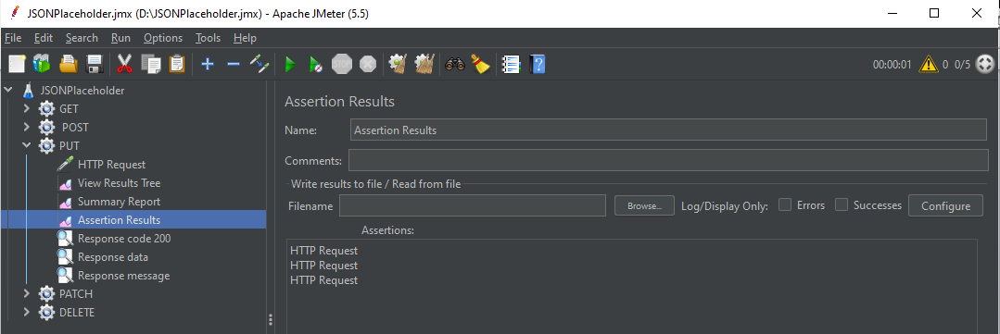 JSONPlaceholder.jmx (D:\JSONPlaceholder.jmx) - Apache JMeter (5.5)
File Edit Search Run Options Tools Help
STOP 00:00:01 0 0/5
JSONPlaceholder
GET
POST
PUT
HTTP Request
View Results Tree
Summary Report
Assertion Results
Response code 200
Response data
Response message
PATCH
DELETE
Assertion Results
Name: Assertion Results
Comments:
Write results to file / Read from file
Filename Browse... Log/Display Only: Errors Successes Configure
Assertions:
HTTP Request
HTTP Request
HTTP Request